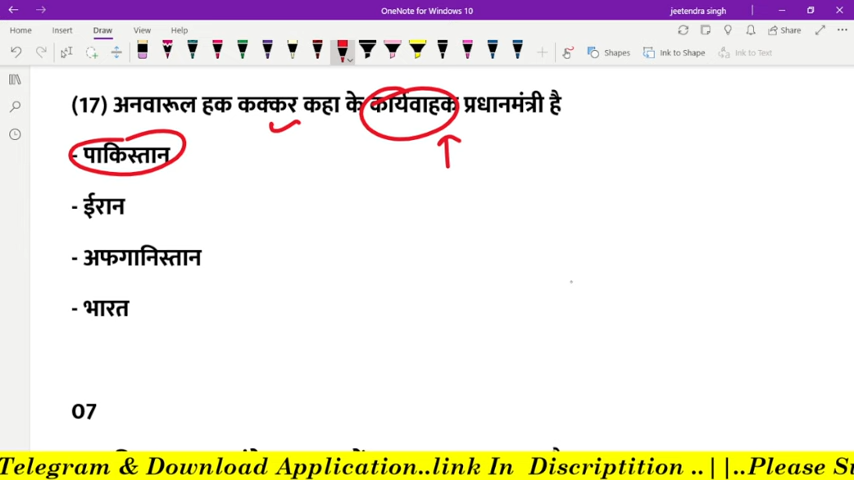 OneNote for Windows 10
jeetendra singh
Home Insert Draw View Help
Share
Shapes Ink to Shape Ink to Text
(17) अनवारूल हक कक्कर कहा के कार्यवाहक प्रधानमंत्री है
- पाकिस्तान
- ईरान
- अफगानिस्तान
- भारत
07
Telegram & Download Application..link In Discriptition ..||..Please Su